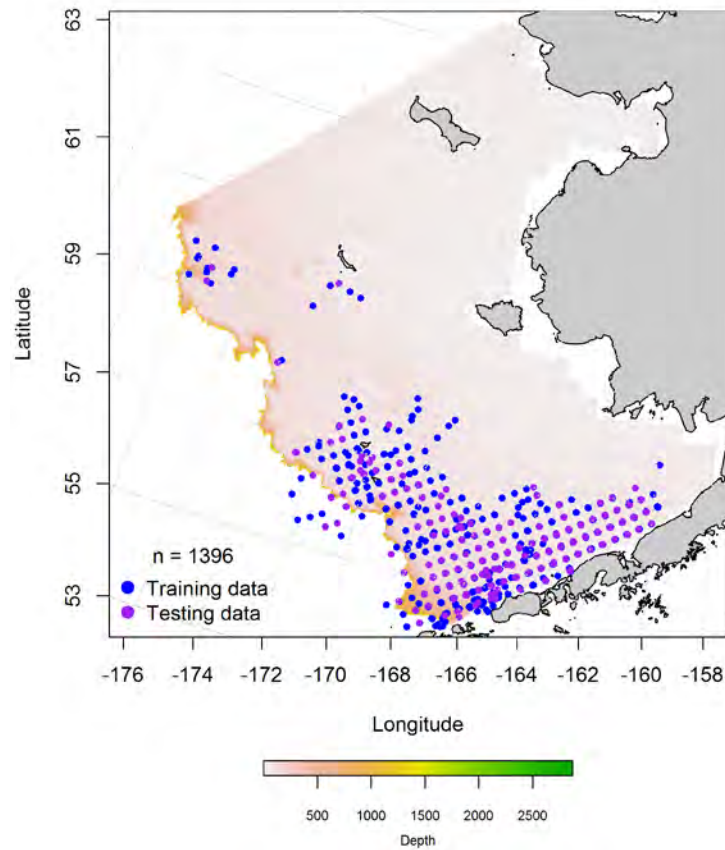 63
61
59
57
55
53
Latitude
n = 1396
Training data
Testing data
-176 -174 -172 -170 -168 -166 -164 -162 -160 -158
Longitude
500 1000 1500 2000 2500
Depth